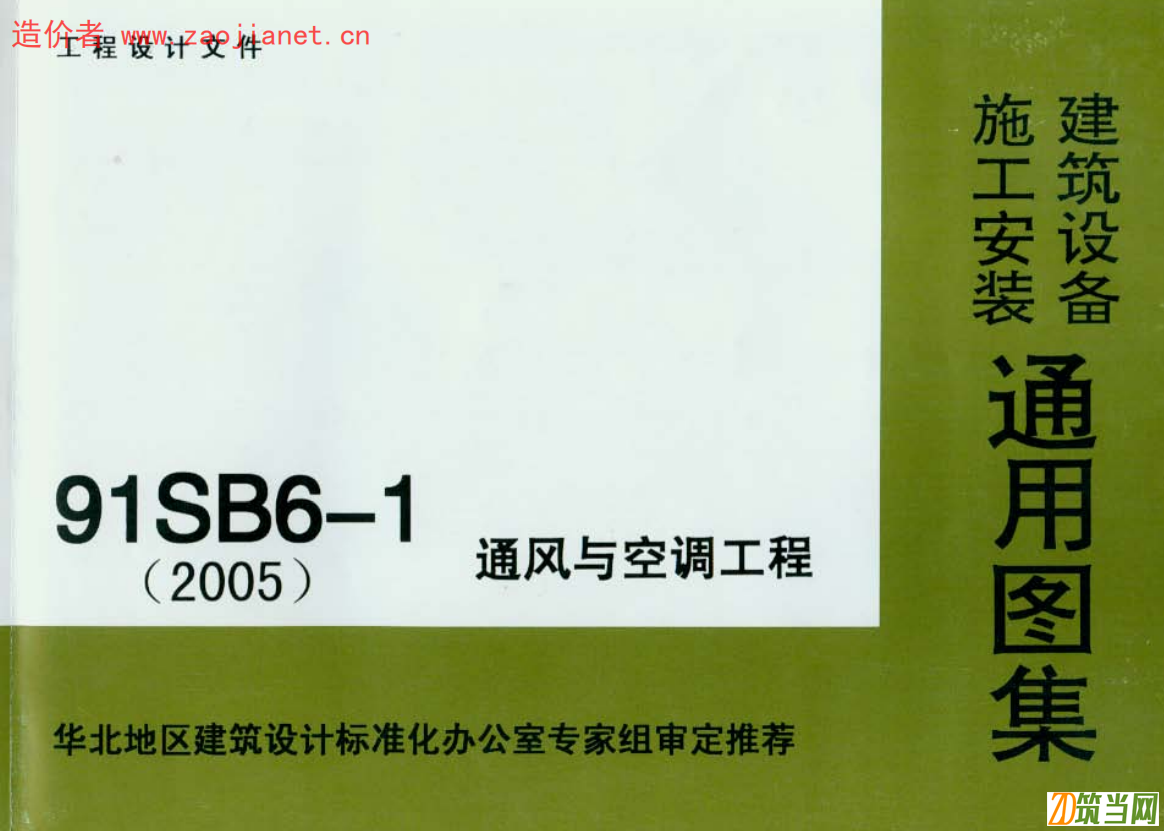 造价者 www.zaojianet.cn
工程设计文件
建筑设备
施工安装
通用图集
91SB6-1
(2005)
通风与空调工程
华北地区建筑设计标准化办公室专家组审定推荐
ZD筑当网